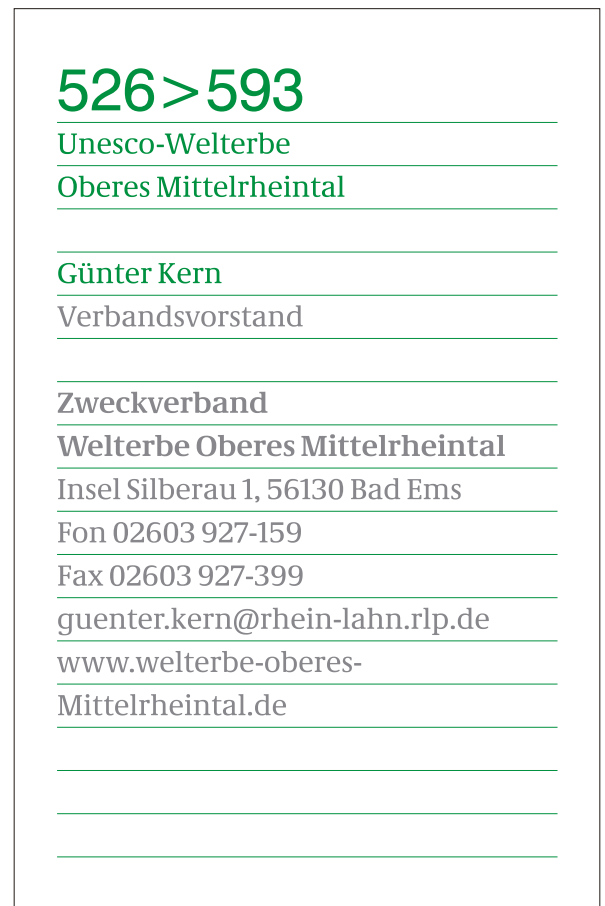 526>593
Unesco-Welterbe
Oberes Mittelrheintal
Günter Kern
Verbandsvorstand
Zweckverband
Welterbe Oberes Mittelrheintal
Insel Silberau 1, 56130 Bad Ems
Fon 02603 927-159
Fax 02603 927-399
guenter.kern@rhein-lahn.rlp.de
www.welterbe-oberes-
Mittelrheintal.de